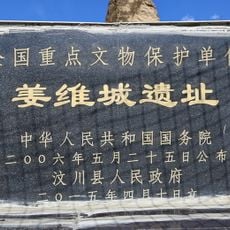 全国重点文物保护单位
姜维城遗址
中华人民共和国国务院
二〇〇六年五月二十五日公布
汶川县人民政府
二〇一五年四月十日立